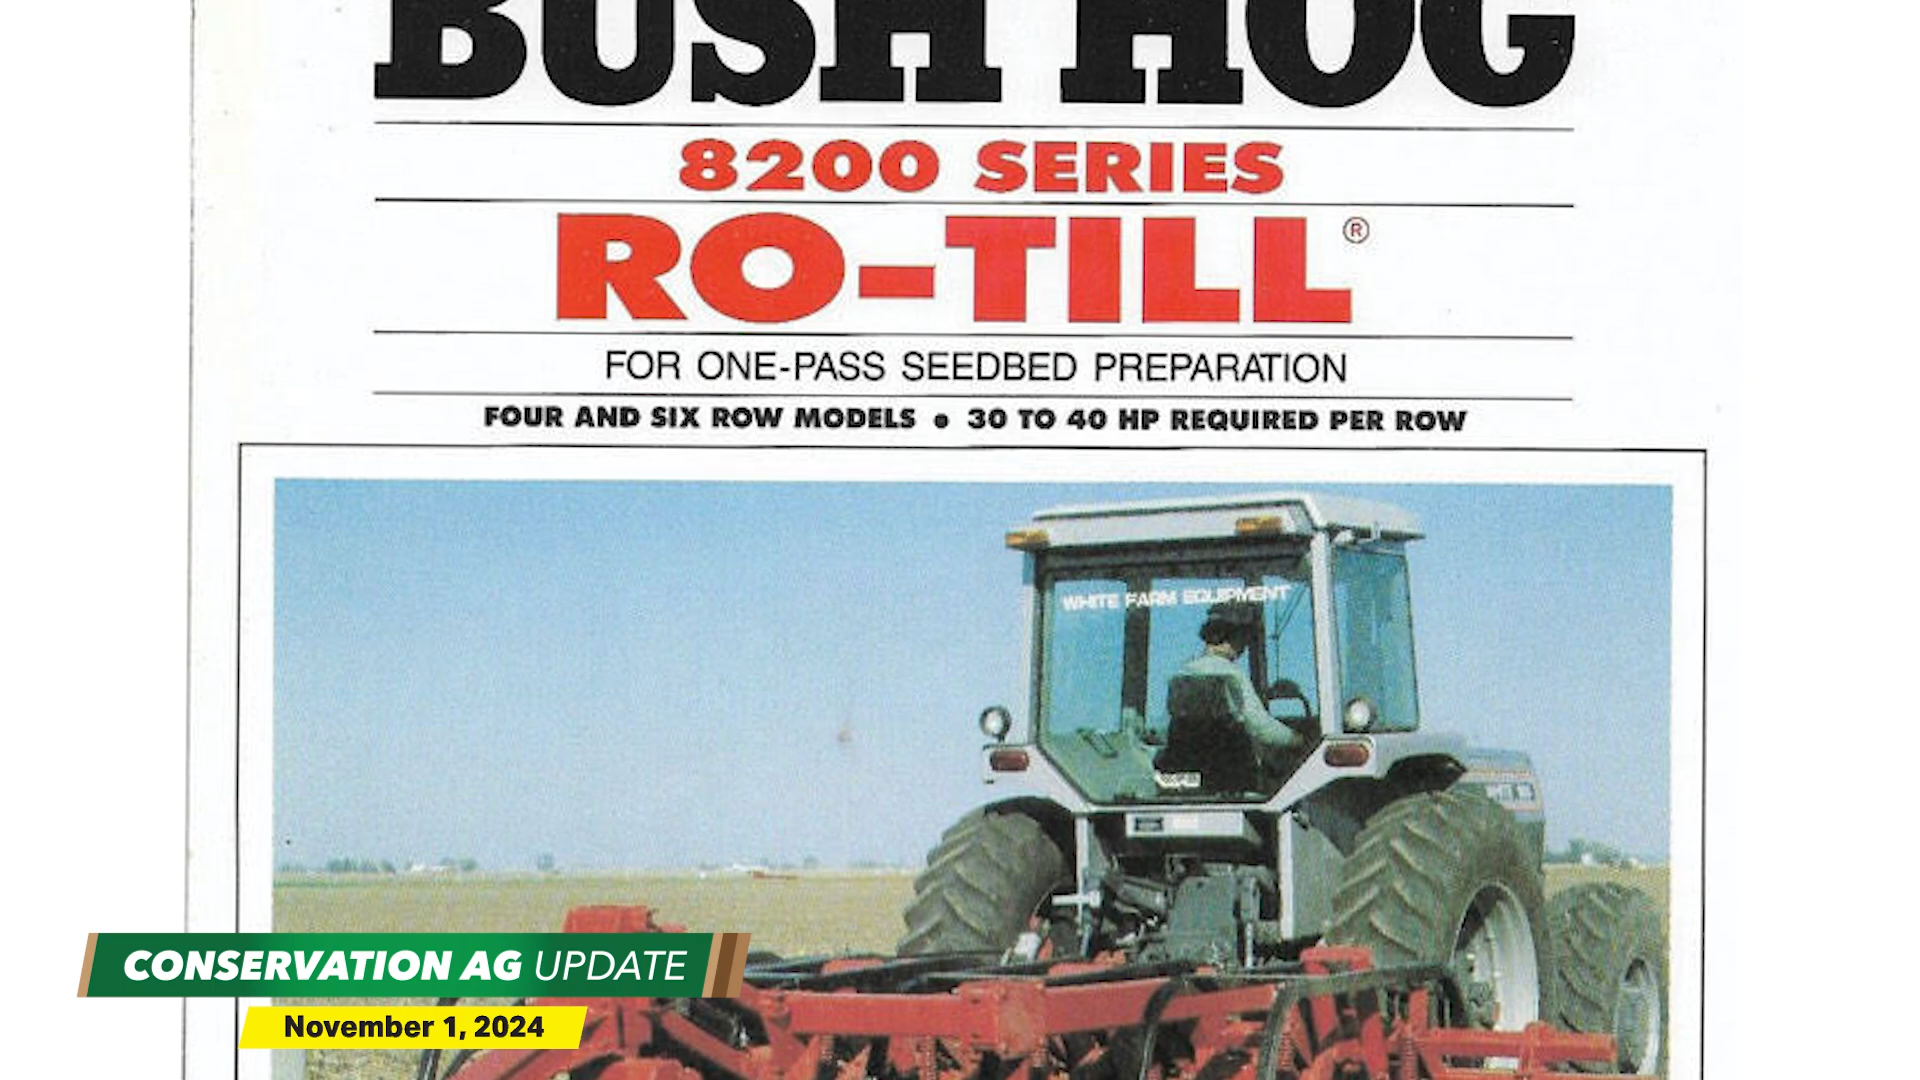 BUSH HOG
8200 SERIES
RO-TILL®
FOR ONE-PASS SEEDBED PREPARATION
FOUR AND SIX ROW MODELS • 30 TO 40 HP REQUIRED PER ROW
WHITE FARM EQUIPMENT
CONSERVATION AG UPDATE
November 1, 2024